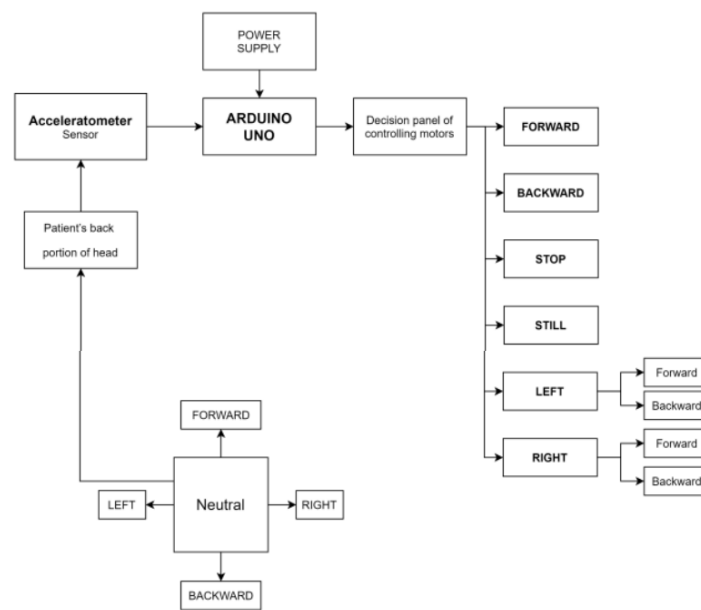 POWER
SUPPLY
Acceleratometer
Sensor
ARDUINO
UNO
Decision panel of
controlling motors
FORWARD
BACKWARD
STOP
STILL
LEFT
Forward
Backward
RIGHT
Forward
Backward
Patient's back
portion of head
FORWARD
LEFT
Neutral
RIGHT
BACKWARD